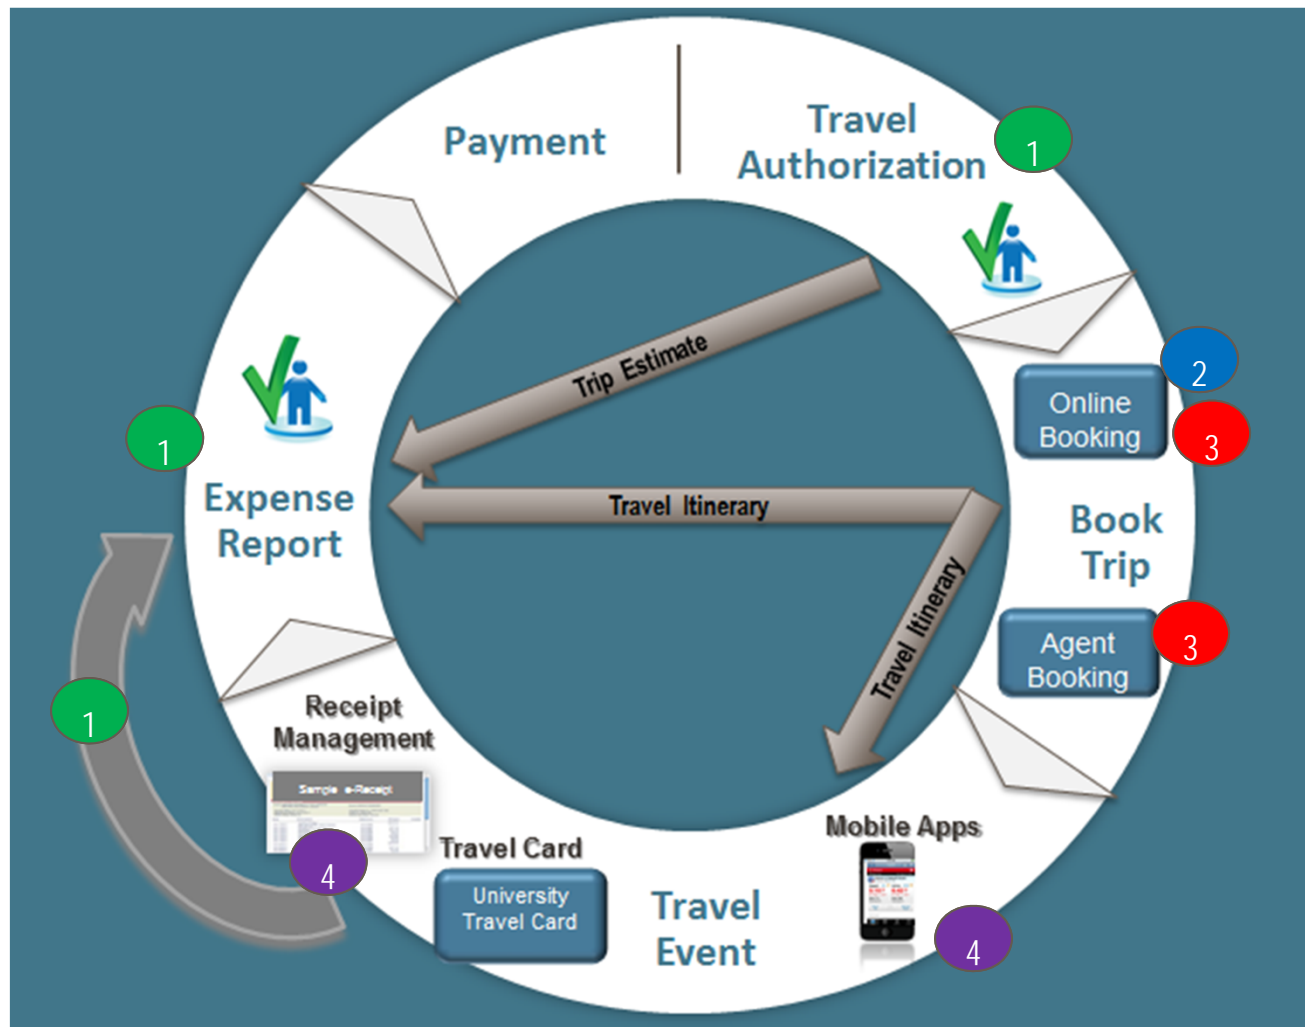 Payment
Travel
Authorization
1
Trip Estimate
2
Online
Booking
3
1
Expense
Report
Travel Itinerary
Book
Trip
Travel Itinerary
Agent
Booking
3
1
Receipt
Management
Sample e-Receipt
4
Travel Card
University
Travel Card
Travel
Event
Mobile Apps
4